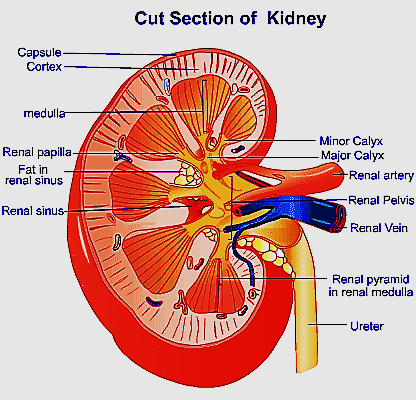 Cut Section of Kidney
Capsule
Cortex
medulla
Renal papilla
Fat in
renal sinus
Renal sinus
Minor Calyx
Major Calyx
Renal artery
Renal Pelvis
Renal Vein
Renal pyramid
in renal medulla
Ureter